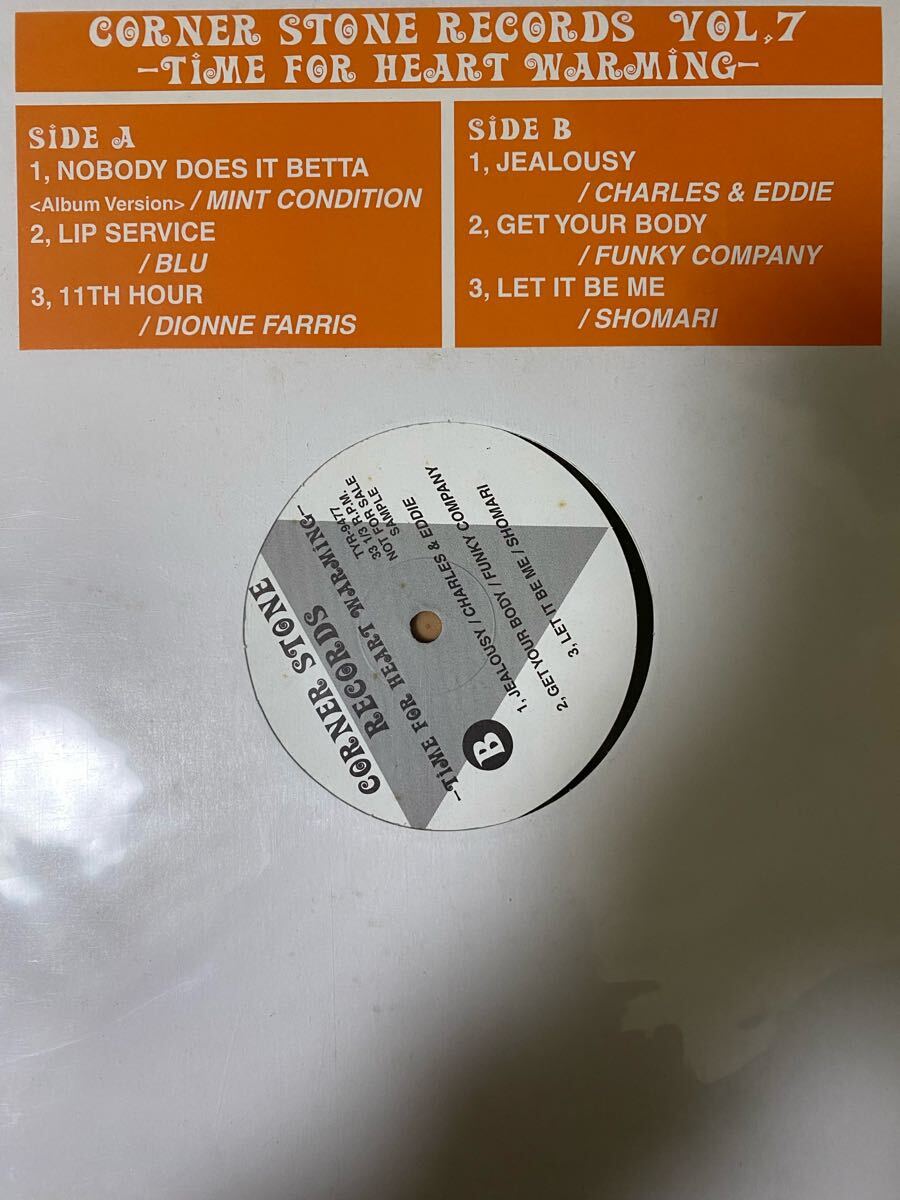 CORNER STONE RECORDS VOL,7
-TiME FOR HEART WARMING-
SiDE A
1, NOBODY DOES IT BETTA
<Album Version> / MINT CONDITION
2, LIP SERVICE
/ BLU
3, 11TH HOUR
/ DIONNE FARRIS
SiDE B
1, JEALOUSY
/ CHARLES & EDDIE
2, GET YOUR BODY
/ FUNKY COMPANY
3, LET IT BE ME
/ SHOMARI
CORNER STONE
RECORDS
-TiME FOR HEART WARMING-
TYR-9477
33 1/3 R.P.M.
NOT FOR SALE
SAMPLE
B
1, JEALOUSY / CHARLES & EDDIE
2, GET YOUR BODY / FUNKY COMPANY
3, LET IT BE ME / SHOMARI